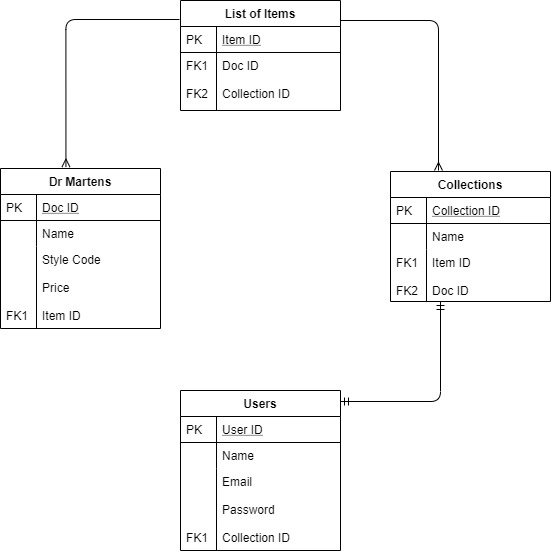 List of Items
PK Item ID
FK1 Doc ID
FK2 Collection ID
Dr Martens
PK Doc ID
Name
Style Code
Price
FK1 Item ID
Collections
PK Collection ID
Name
FK1 Item ID
FK2 Doc ID
Users
PK User ID
Name
Email
Password
FK1 Collection ID